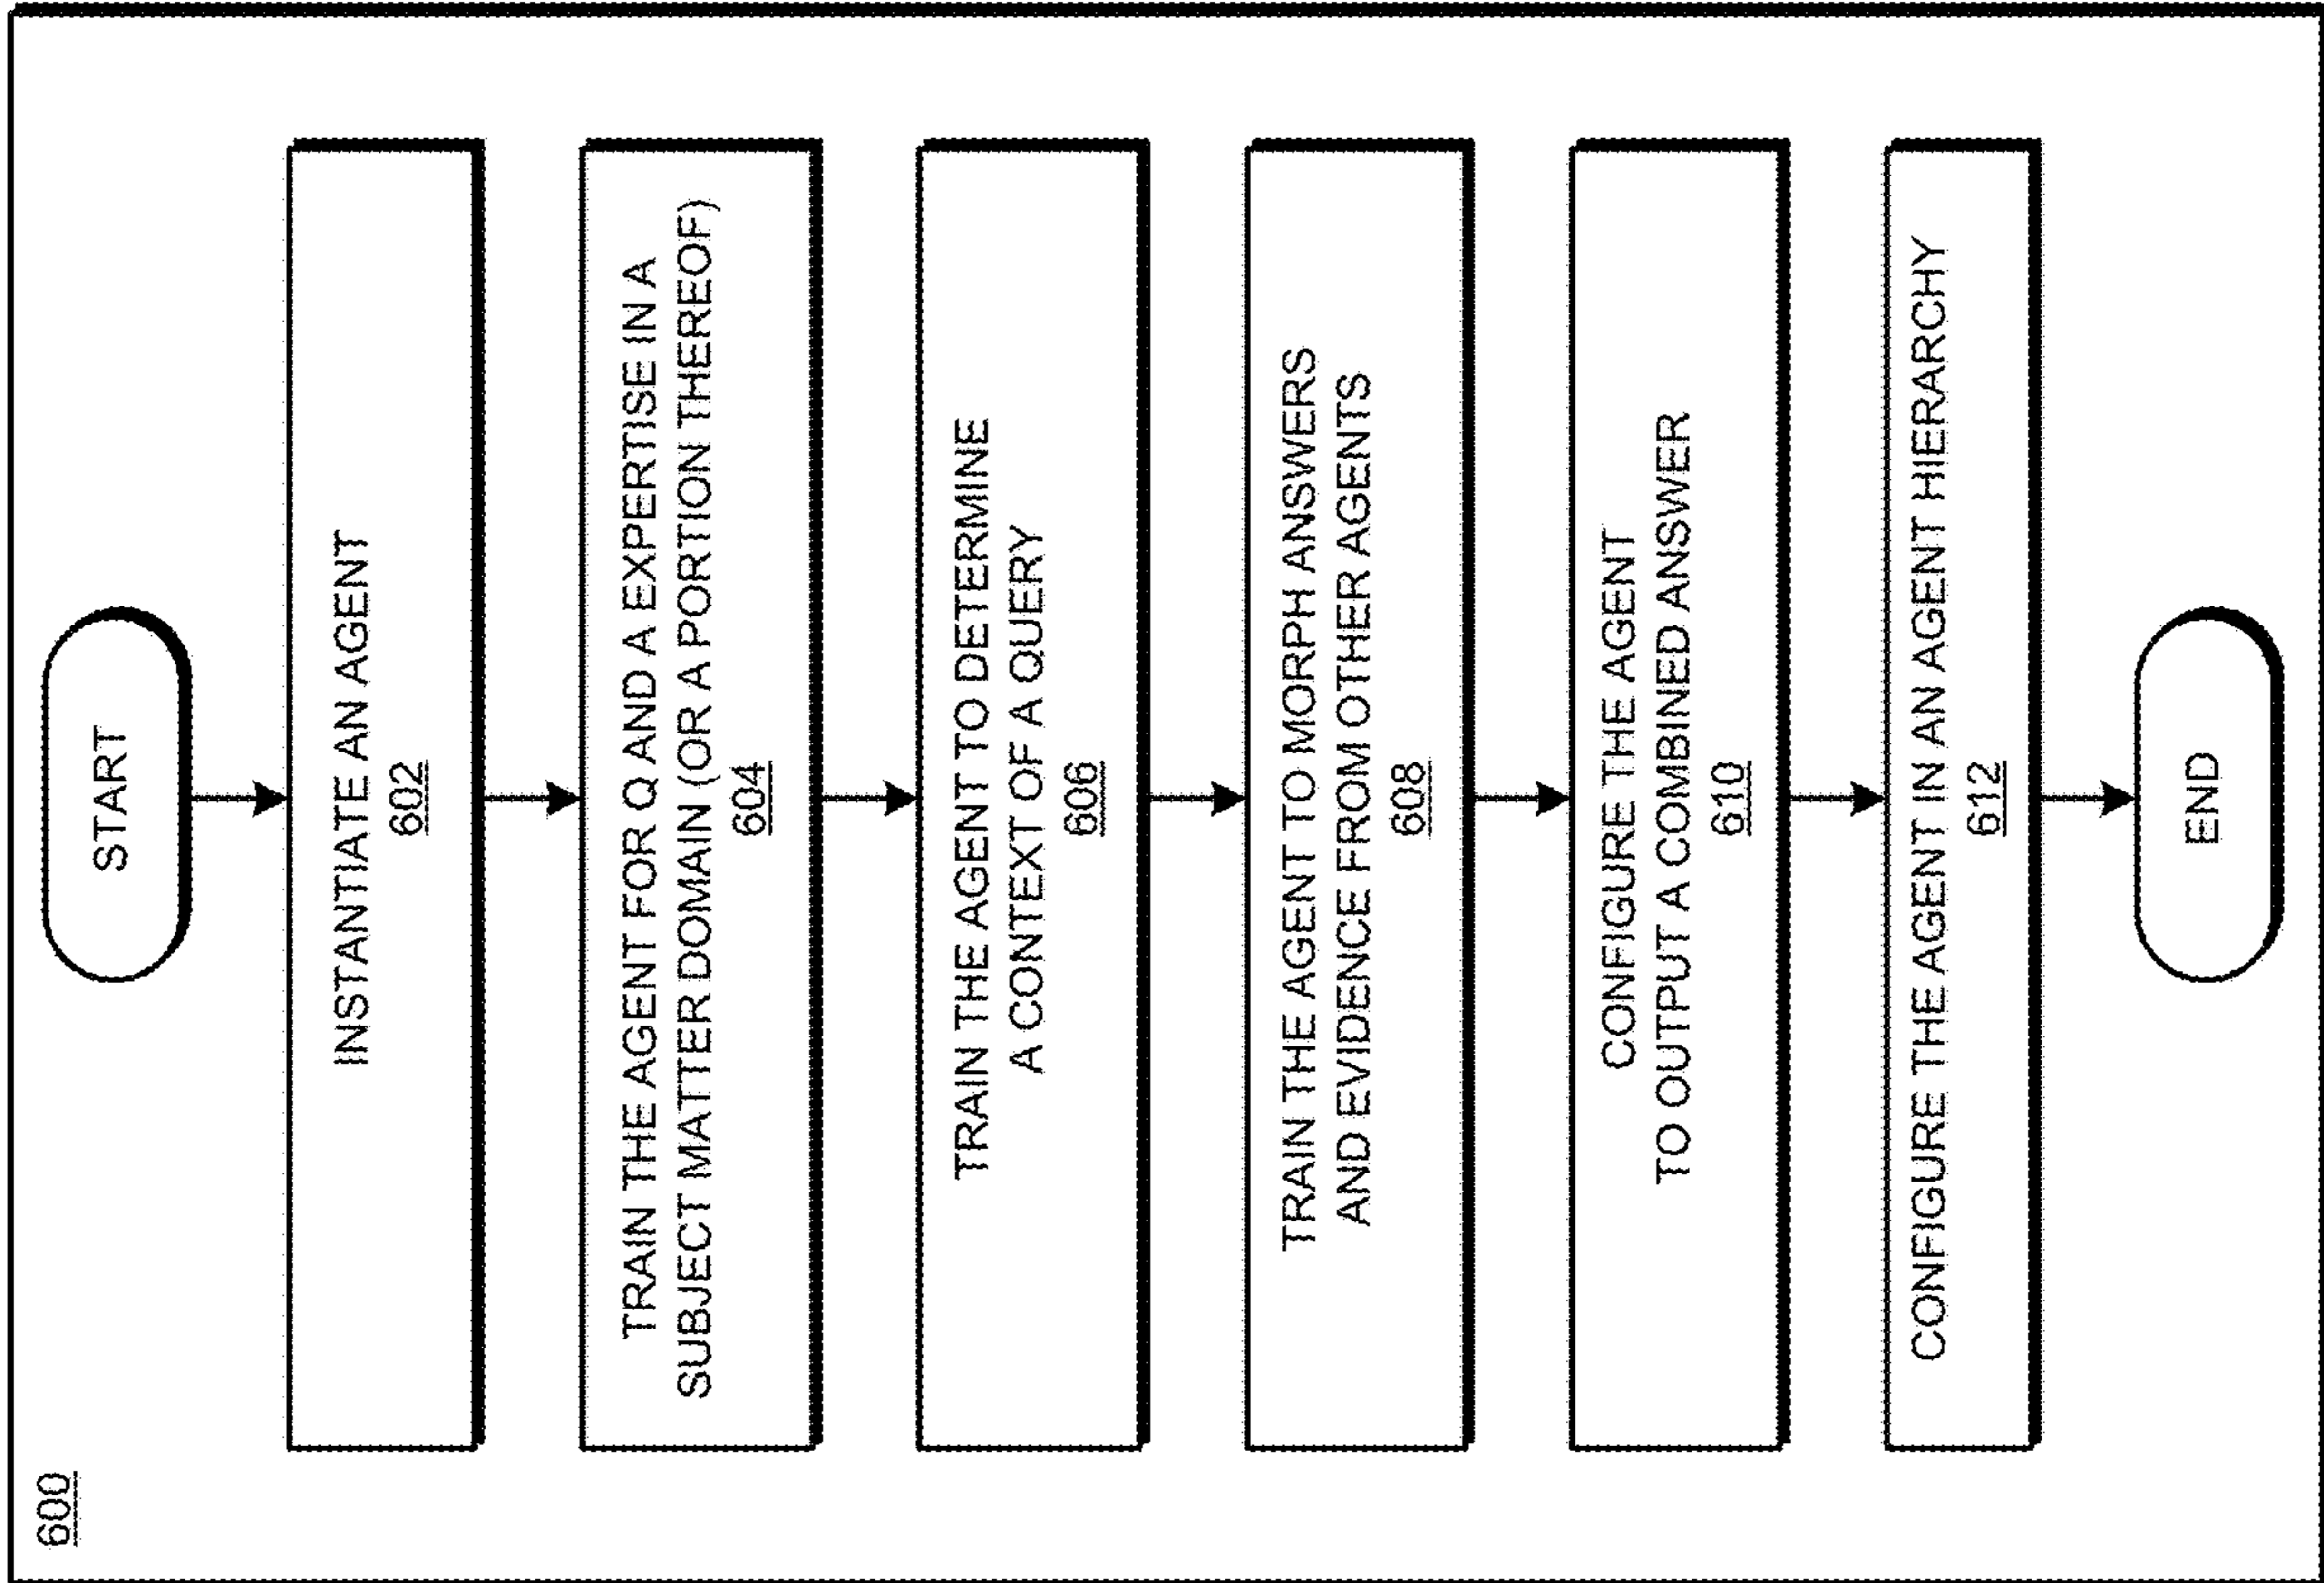 600
START
INSTANTIATE AN AGENT
602
TRAIN THE AGENT FOR Q AND A EXPERTISE IN A
SUBJECT MATTER DOMAIN (OR A PORTION THEREOF)
604
TRAIN THE AGENT TO DETERMINE
A CONTEXT OF A QUERY
606
TRAIN THE AGENT TO MORPH ANSWERS
AND EVIDENCE FROM OTHER AGENTS
608
CONFIGURE THE AGENT
TO OUTPUT A COMBINED ANSWER
610
CONFIGURE THE AGENT IN AN AGENT HIERARCHY
612
END